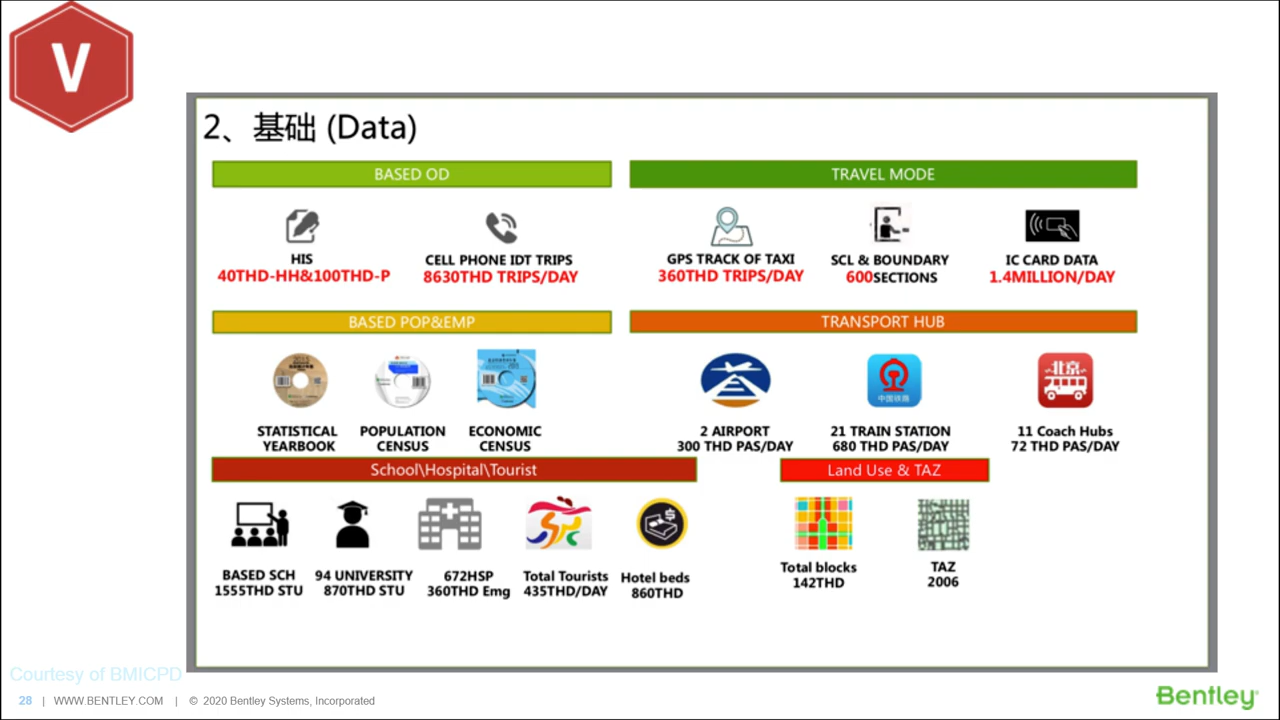 V
2、基础 (Data)
BASED OD
TRAVEL MODE
HIS
40THD-HH&100THD-P
CELL PHONE IDT TRIPS
8630THD TRIPS/DAY
GPS TRACK OF TAXI
360THD TRIPS/DAY
SCL & BOUNDARY
600SECTIONS
IC CARD DATA
1.4MILLION/DAY
BASED POP&EMP
TRANSPORT HUB
中国铁路
北京
STATISTICAL
YEARBOOK
POPULATION
CENSUS
ECONOMIC
CENSUS
2 AIRPORT
300 THD PAS/DAY
21 TRAIN STATION
680 THD PAS/DAY
11 Coach Hubs
72 THD PAS/DAY
School\Hospital\Tourist
Land Use & TAZ
BASED SCH
1555THD STU
94 UNIVERSITY
870THD STU
672HSP
360THD Emg
Total Tourists
435THD/DAY
Hotel beds
860THD
Total blocks
142THD
TAZ
2006
Courtesy of BMICPD
28 | WWW.BENTLEY.COM | © 2020 Bentley Systems, Incorporated
Bentley